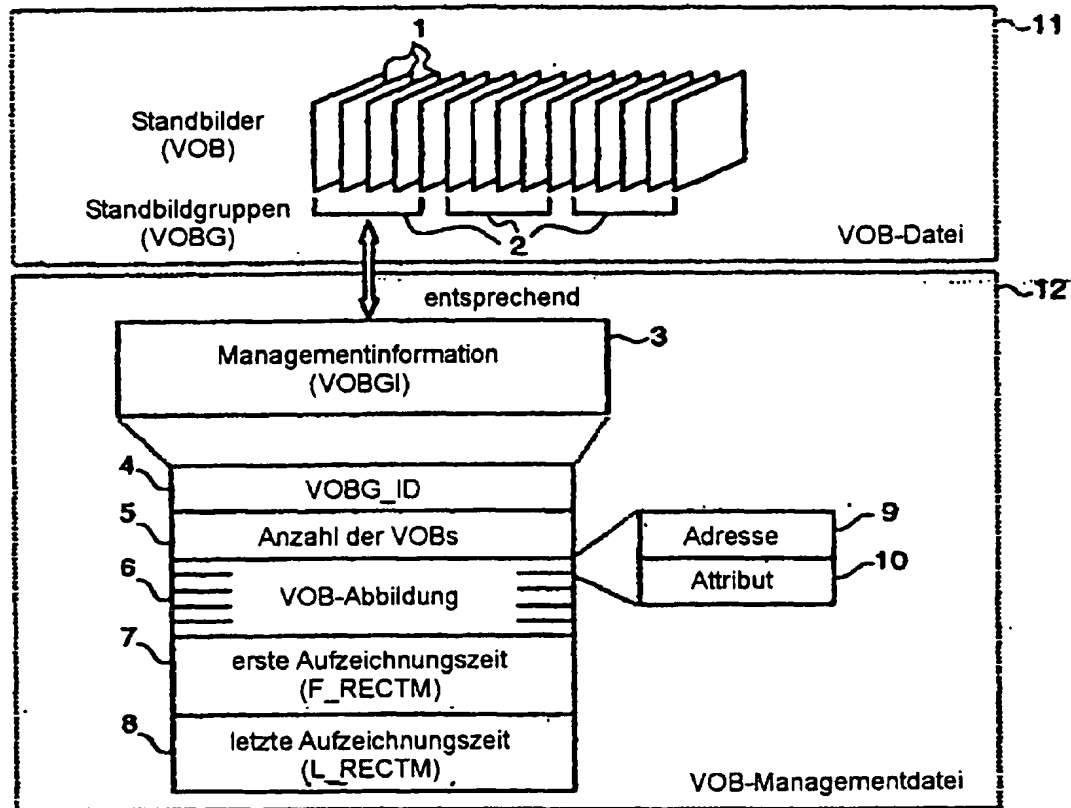 1
11
Standbilder
(VOB)
Standbildgruppen
(VOBG)
2
VOB-Datei
12
entsprechend
3
Managementinformation
(VOBGI)
4
VOBG_ID
5
Anzahl der VOBs
9
Adresse
10
Attribut
6
VOB-Abbildung
7
erste Aufzeichnungszeit
(F_RECTM)
8
letzte Aufzeichnungszeit
(L_RECTM)
VOB-Managementdatei